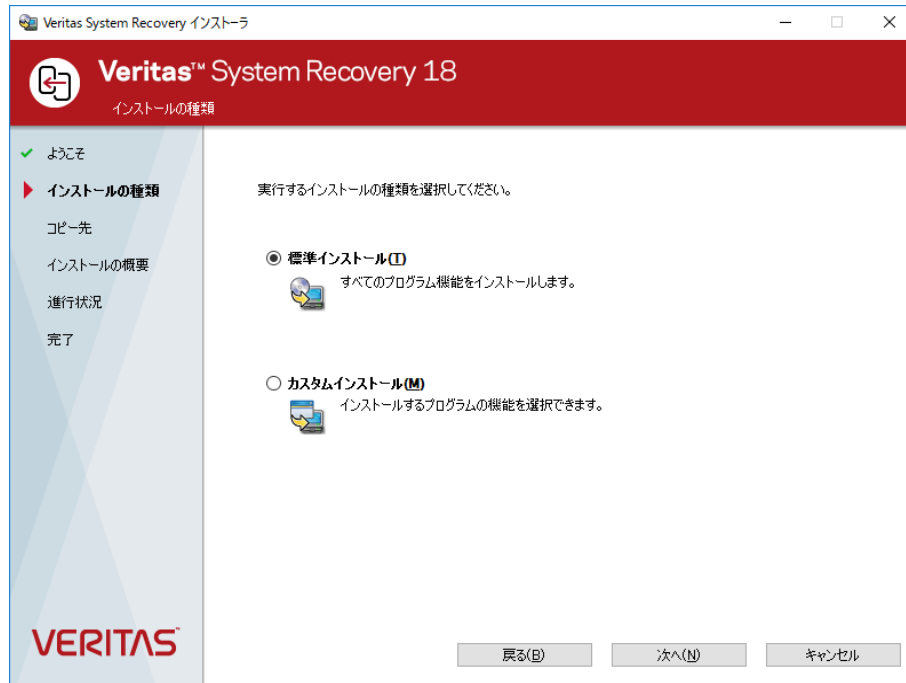 Veritas System Recovery インストーラ
Veritas™ System Recovery 18
インストールの種類
ようこそ
インストールの種類
コピー先
インストールの概要
進行状況
完了
実行するインストールの種類を選択してください。
標準インストール(T)
すべてのプログラム機能をインストールします。
カスタムインストール(M)
インストールするプログラムの機能を選択できます。
VERITAS™
戻る(B)
次へ(N)
キャンセル